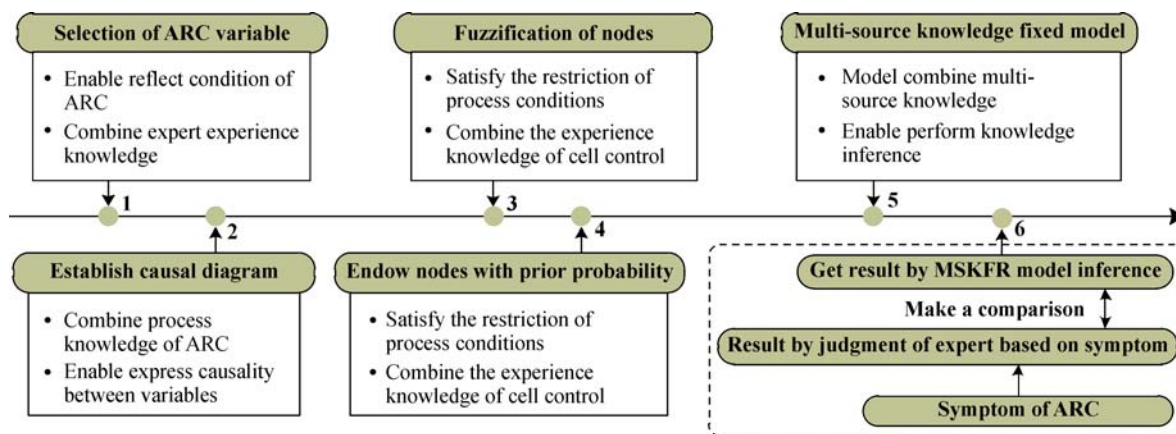 Selection of ARC variable
• Enable reflect condition of
ARC
• Combine expert experience
knowledge
Fuzzification of nodes
• Satisfy the restriction of
process conditions
• Combine the experience
knowledge of cell control
Multi-source knowledge fixed model
• Model combine multi-
source knowledge
• Enable perform knowledge
inference
1
2
3
4
5
6
Establish causal diagram
• Combine process
knowledge of ARC
• Enable express causality
between variables
Endow nodes with prior probability
• Satisfy the restriction of
process conditions
• Combine the experience
knowledge of cell control
Get result by MSKFR model inference
Make a comparison
Result by judgment of expert based on symptom
Symptom of ARC